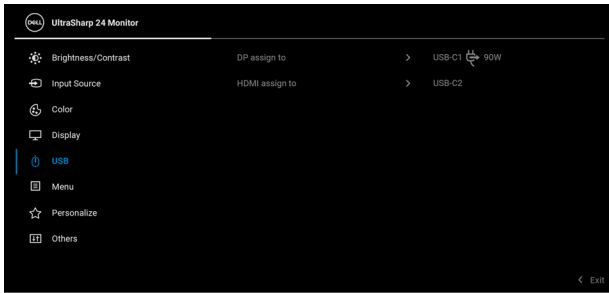 DELL UltraSharp 24 Monitor
Brightness/Contrast DP assign to > USB-C1 90W
Input Source HDMI assign to > USB-C2
Color
Display
USB
Menu
Personalize
Others
< Exit